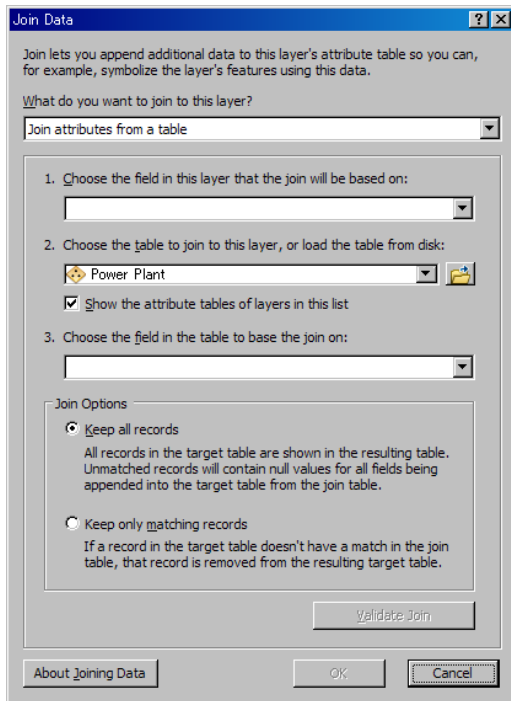 Join Data
Join lets you append additional data to this layer's attribute table so you can,
for example, symbolize the layer's features using this data.
What do you want to join to this layer?
Join attributes from a table
1. Choose the field in this layer that the join will be based on:
2. Choose the table to join to this layer, or load the table from disk:
Power Plant
Show the attribute tables of layers in this list
3. Choose the field in the table to base the join on:
Join Options
Keep all records
All records in the target table are shown in the resulting table.
Unmatched records will contain null values for all fields being
appended into the target table from the join table.
Keep only matching records
If a record in the target table doesn't have a match in the join
table, that record is removed from the resulting target table.
Validate Join
About Joining Data
OK
Cancel